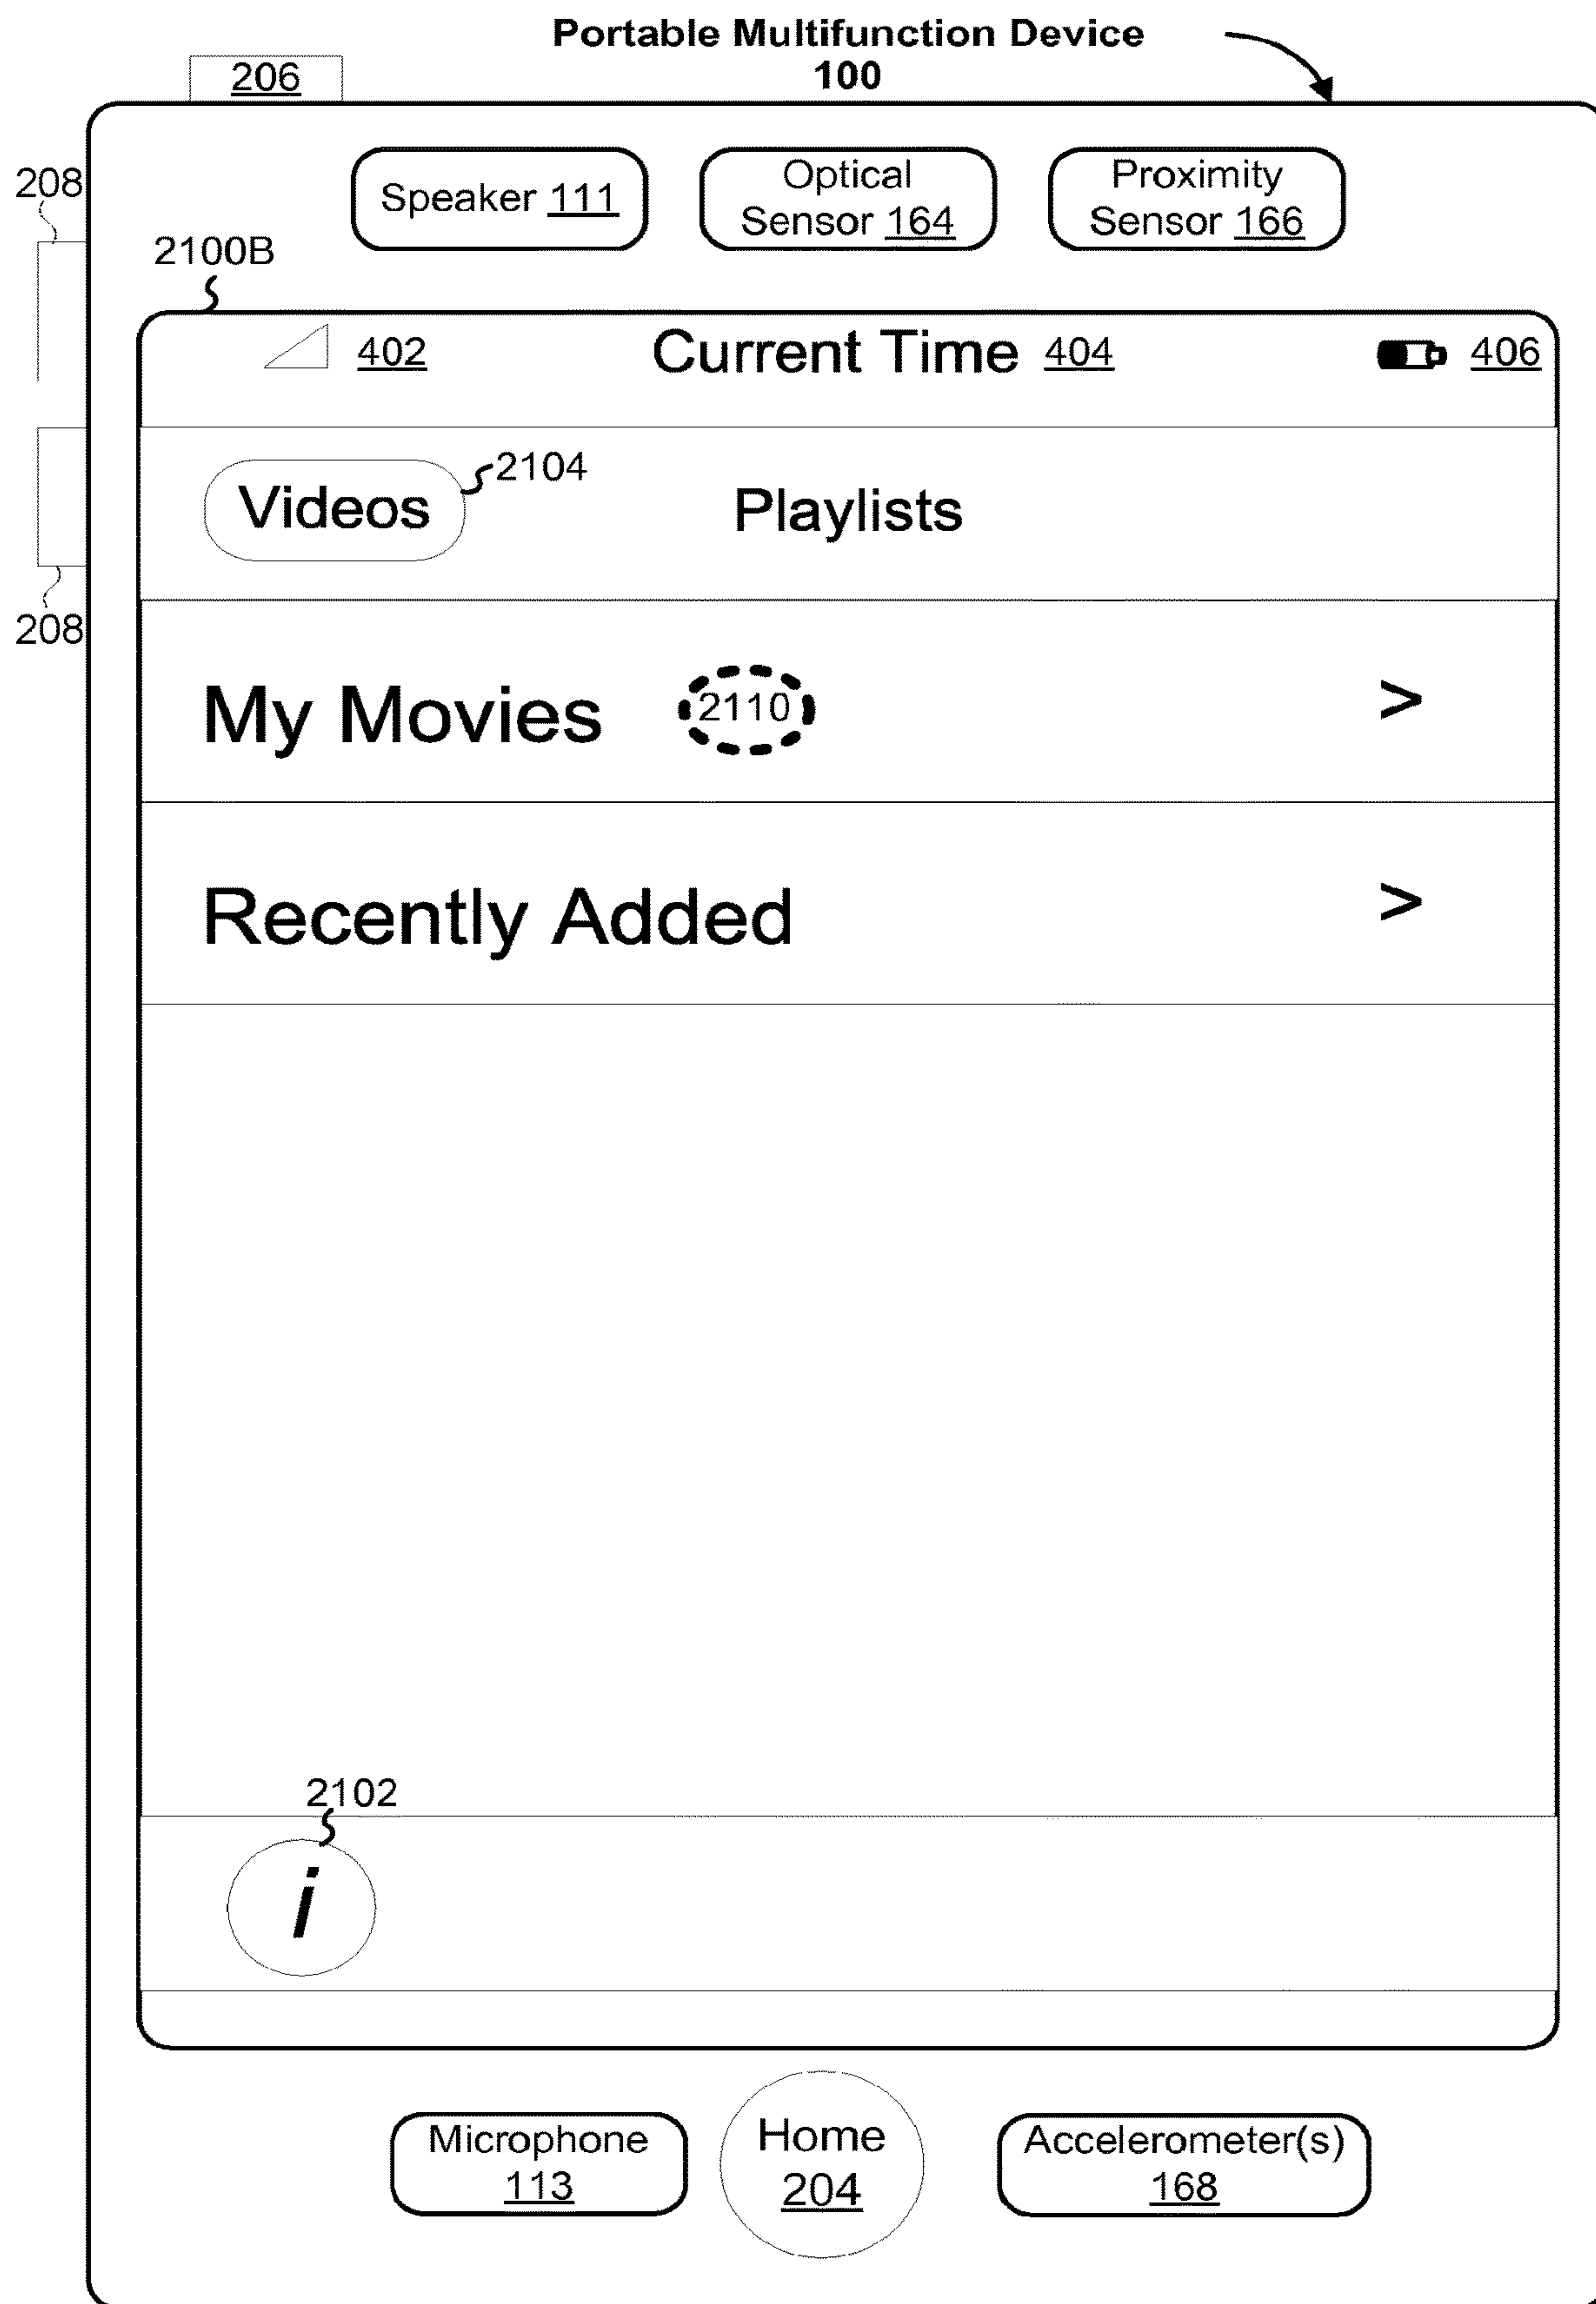 Portable Multifunction Device
100
206
208
Speaker 111
Optical
Sensor 164
Proximity
Sensor 166
2100B
402
Current Time 404
406
Videos
2104
Playlists
208
My Movies
2110
>
Recently Added
>
2102
i
Microphone
113
Home
204
Accelerometer(s)
168